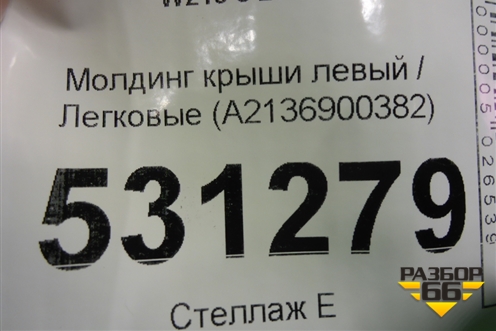 Молдинг крыши левый /
Легковые (A2136900382)
531279
Стеллаж Е
РАЗБОР
66